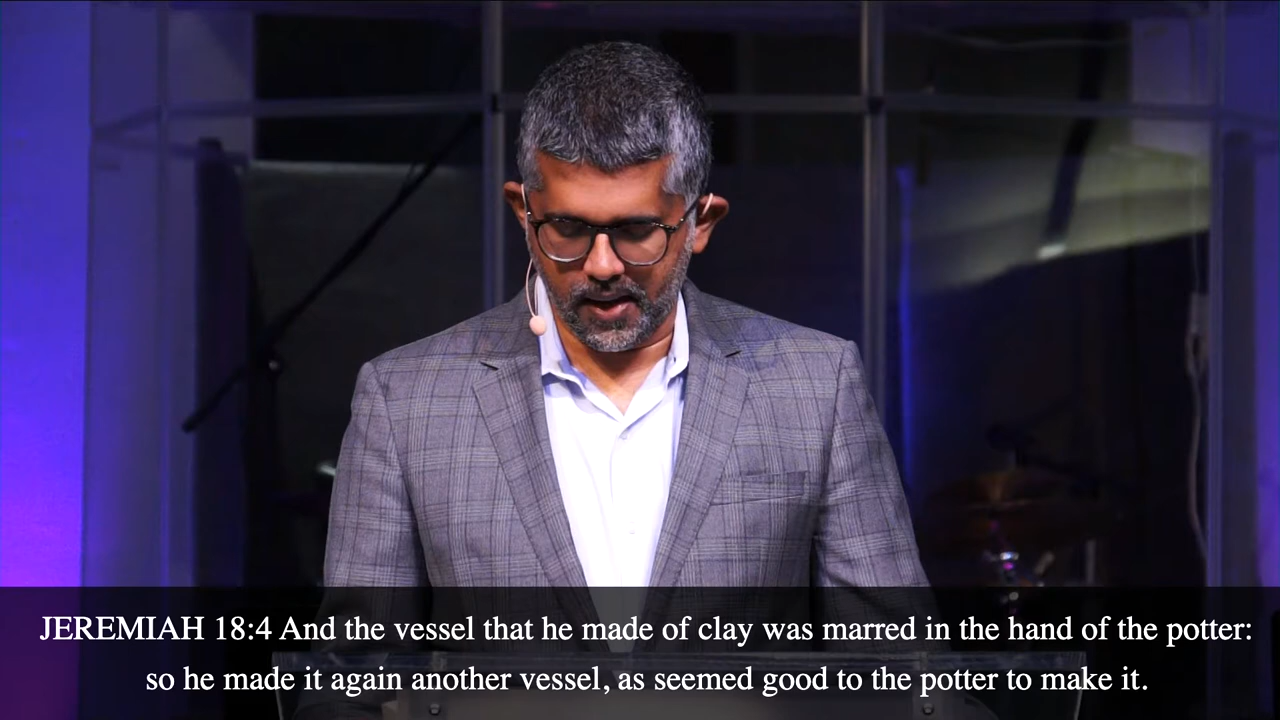 JEREMIAH 18:4 And the vessel that he made of clay was marred in the hand of the potter:
so he made it again another vessel, as seemed good to the potter to make it.